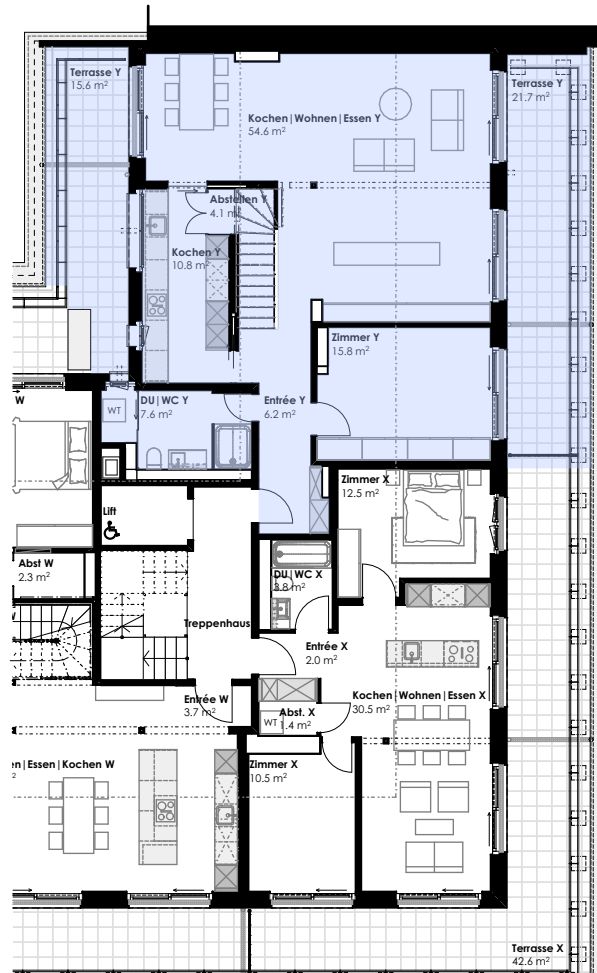 Terrasse Y
15.6 m²
Terrasse Y
21.7 m²
Kochen|Wohnen|Essen Y
54.6 m²
Abstellen Y
4.1 m²
Kochen Y
10.8 m²
Zimmer Y
15.8 m²
W
WT
DU|WC Y
7.6 m²
Entrée Y
6.2 m²
Zimmer X
12.5 m²
Lift
Abst W
2.3 m²
DU|WC X
3.8 m²
Treppenhaus
Entrée X
2.0 m²
Entrée W
3.7 m²
Kochen|Wohnen|Essen X
30.5 m²
Abst. X
WT
1.4 m²
en|Essen|Kochen W
Zimmer X
10.5 m²
Terrasse X
42.6 m²